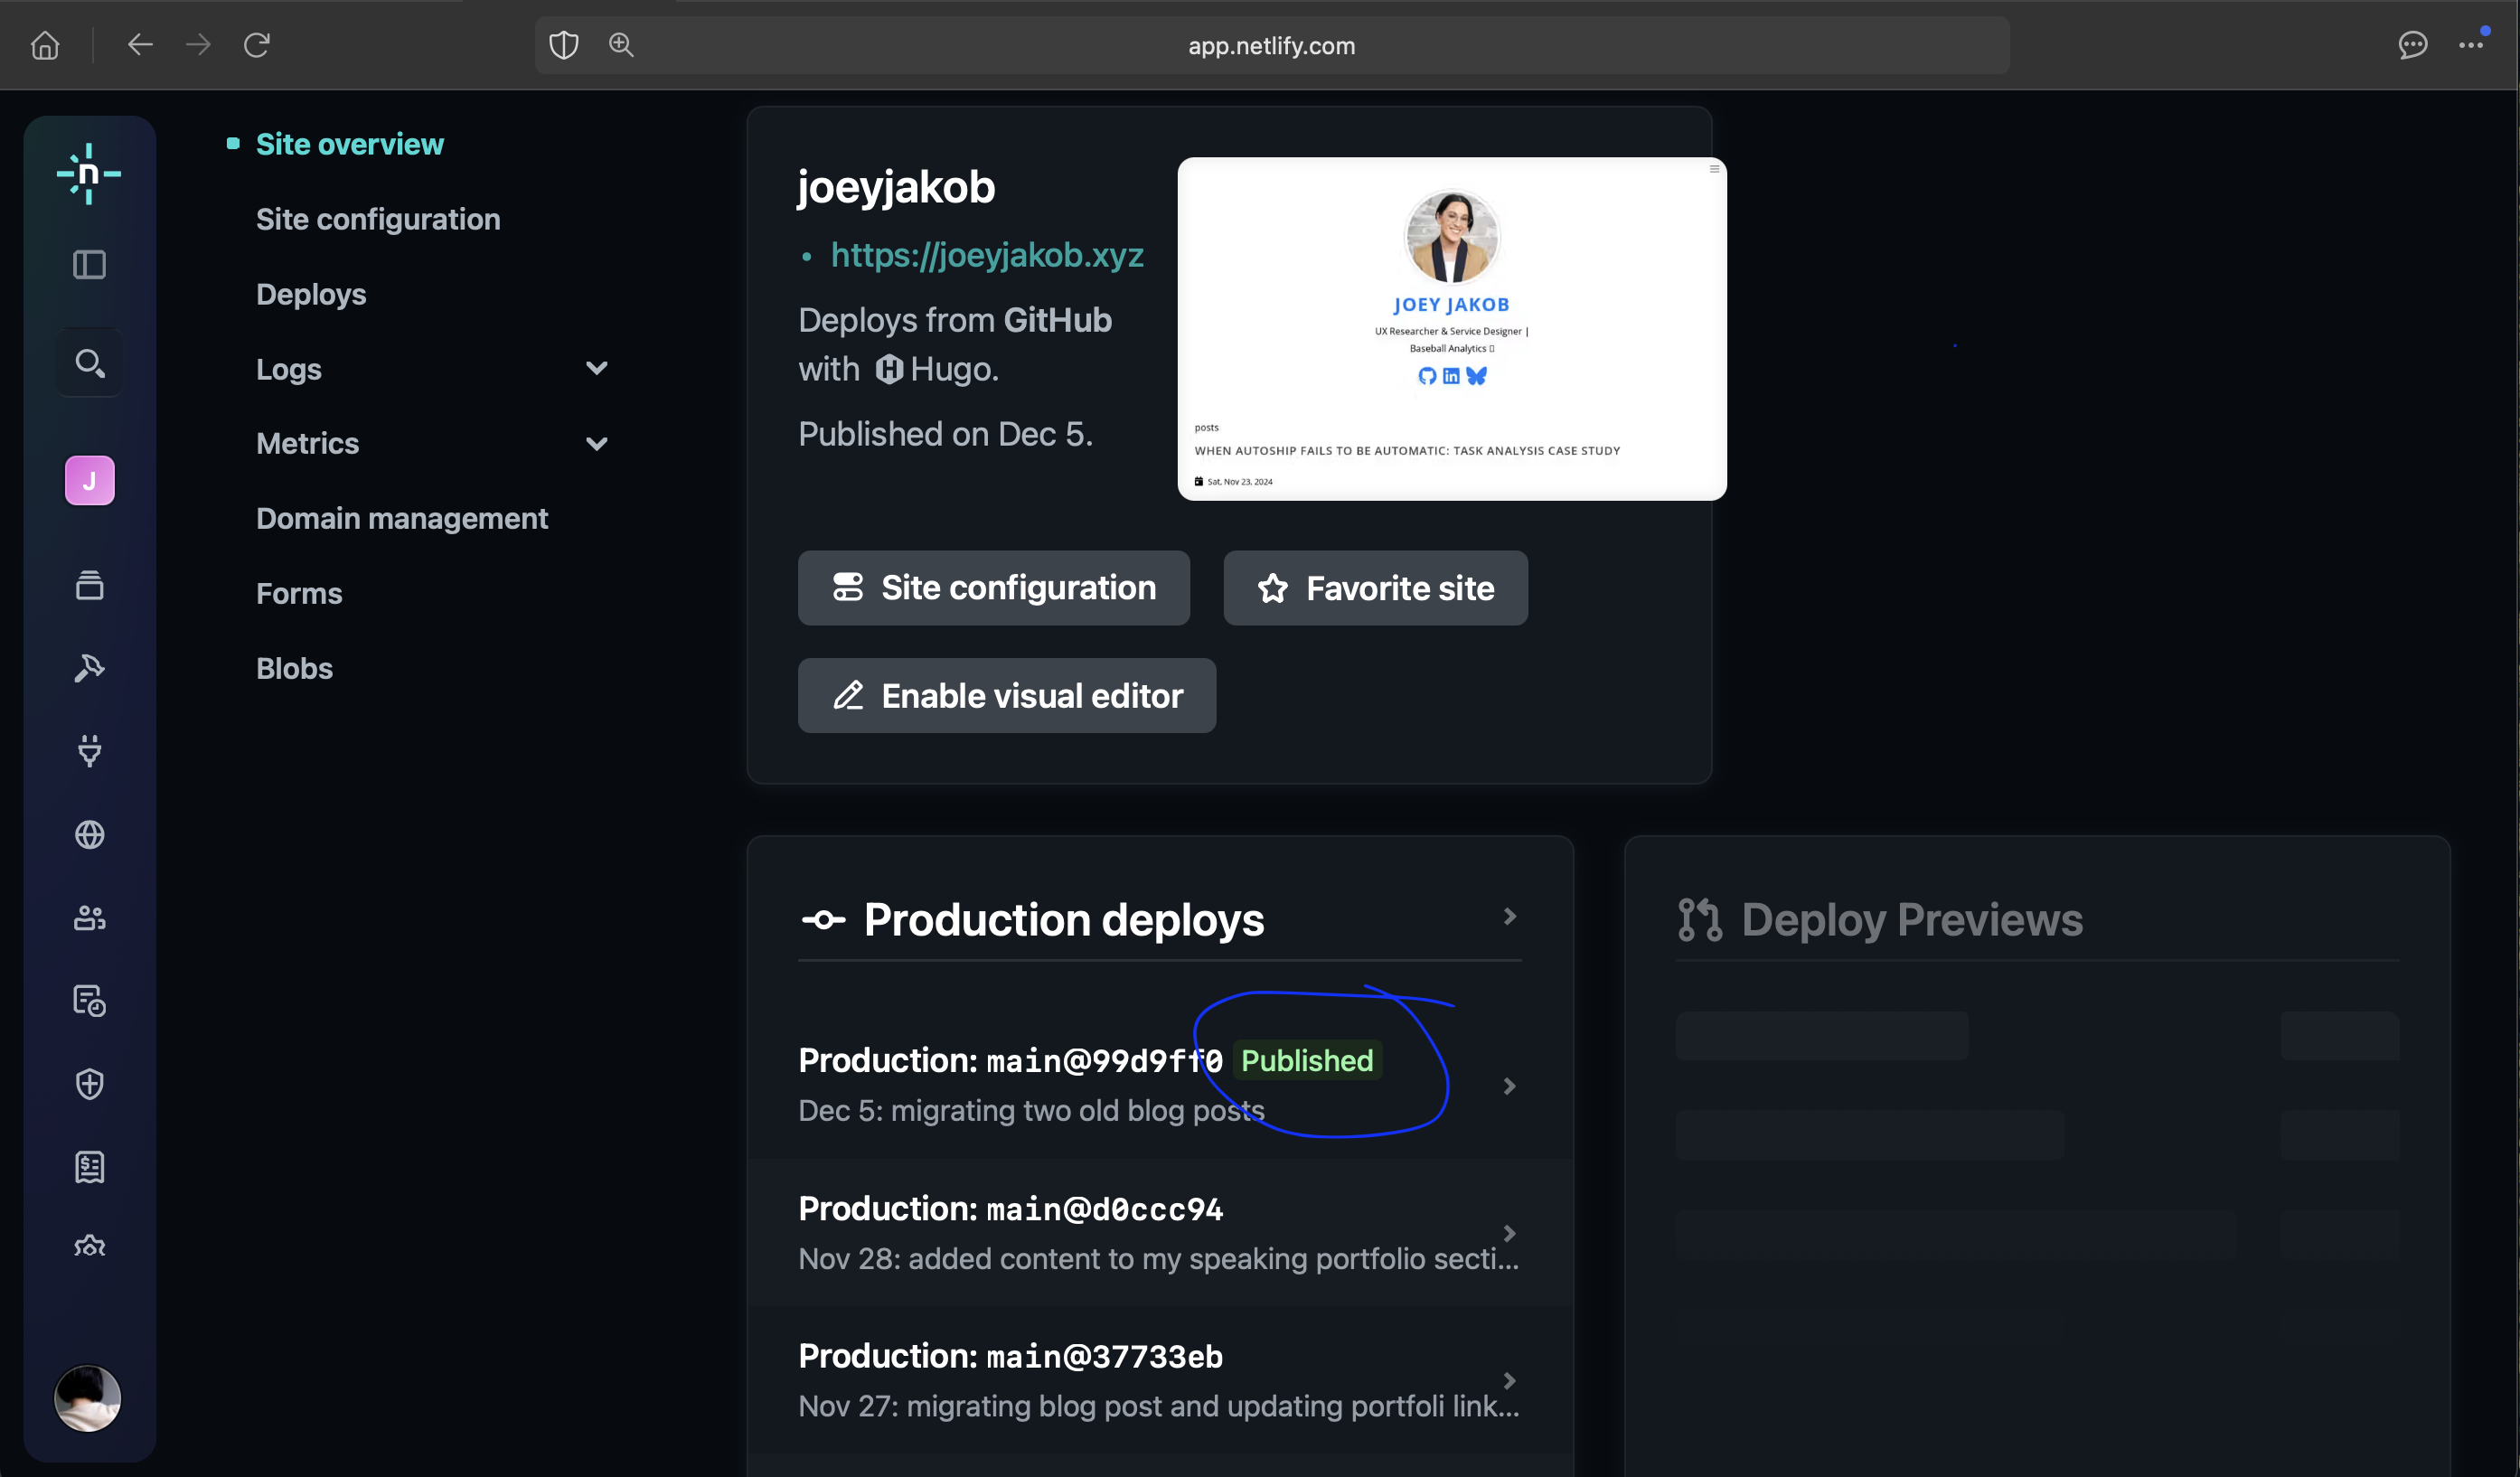 app.netlify.com
n
Site overview
Site configuration
Deploys
Logs
Metrics
Domain management
Forms
Blobs
J
joeyjakob
• https://joeyjakob.xyz
Deploys from GitHub
with Hugo.
Published on Dec 5.
JOEY JAKOB
UX Researcher & Service Designer |
Baseball Analytics
in
posts
WHEN AUTOSHIP FAILS TO BE AUTOMATIC: TASK ANALYSIS CASE STUDY
Sat, Nov 23, 2024
Site configuration
Favorite site
Enable visual editor
Production deploys
Production: main@99d9ff0 Published
Dec 5: migrating two old blog posts
Production: main@d0ccc94
Nov 28: added content to my speaking portfolio secti...
Production: main@37733eb
Nov 27: migrating blog post and updating portfoli link...
Deploy Previews